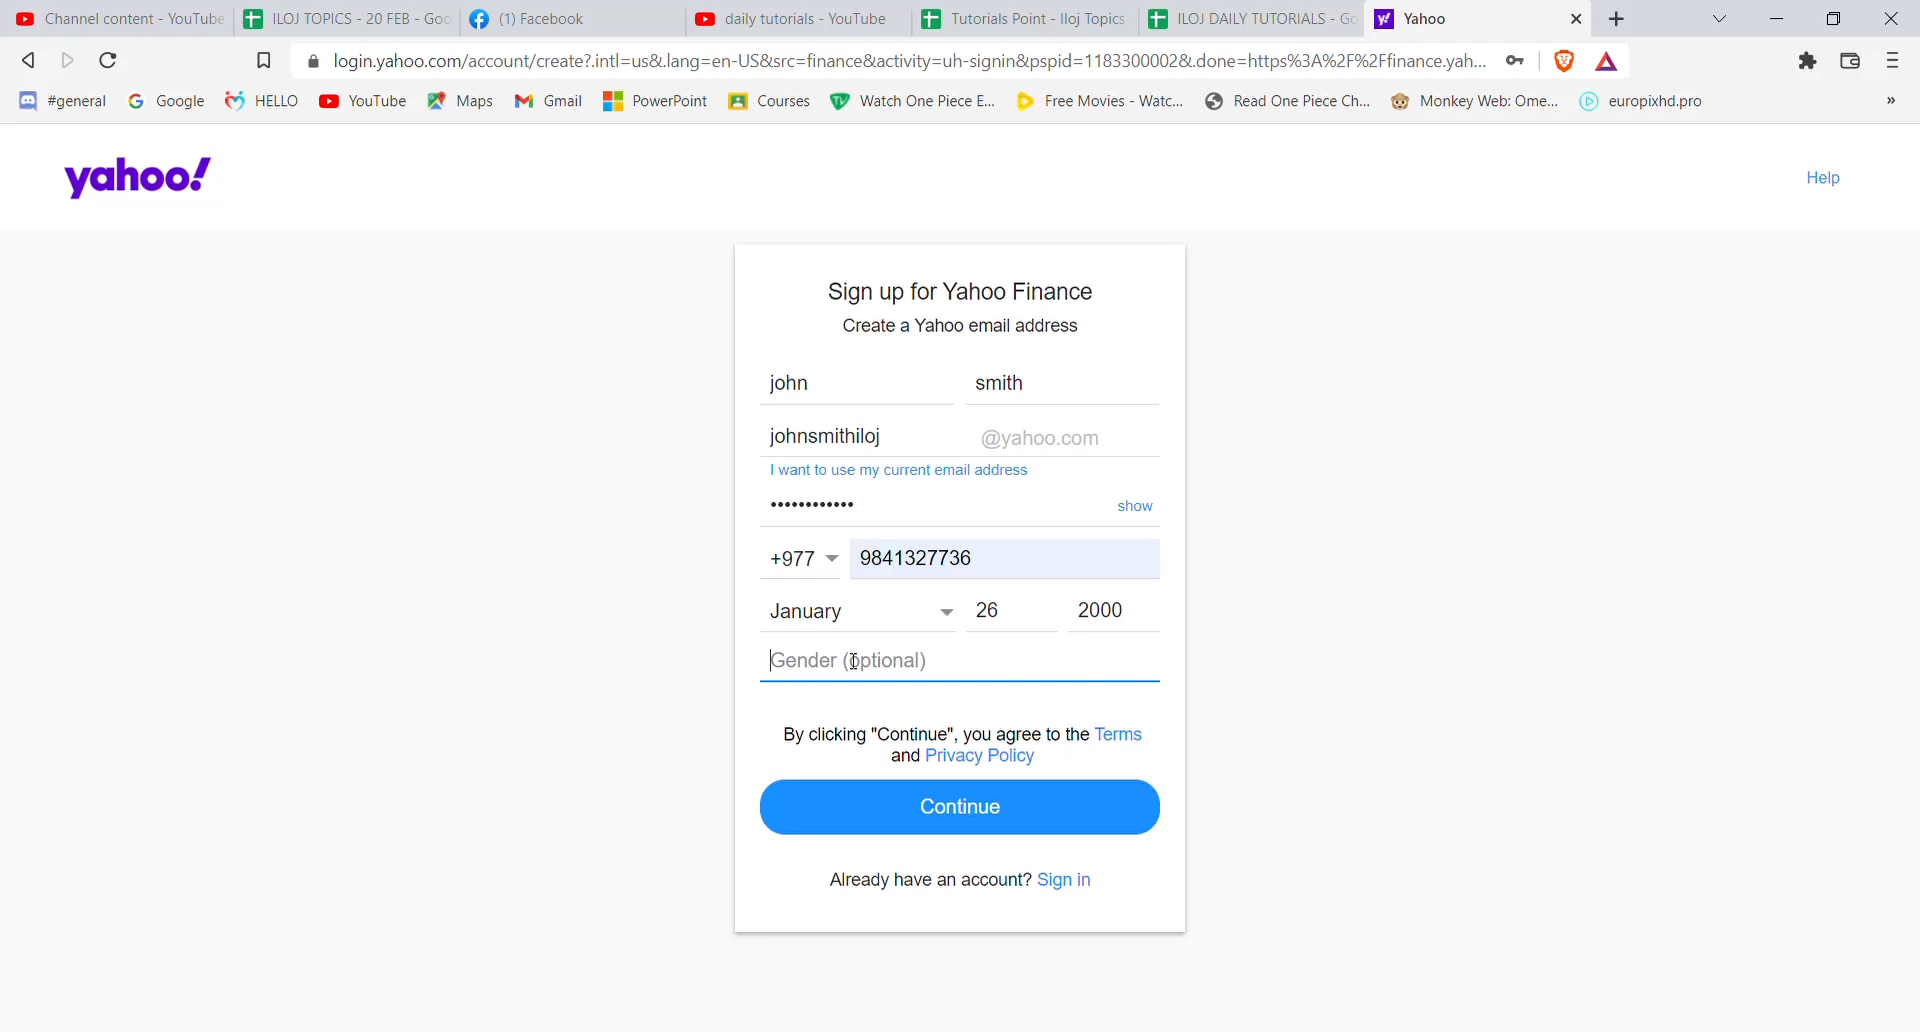 Channel content - YouTube
ILOJ TOPICS - 20 FEB - Goo
(1) Facebook
daily tutorials - YouTube
Tutorials Point - Iloj Topics
ILOJ DAILY TUTORIALS - Go
Yahoo
login.yahoo.com/account/create?.intl=us&.lang=en-US&src=finance&activity=uh-signin&pspid=1183300002&.done=https%3A%2F%2Ffinance.yah...
#general
Google
HELLO
YouTube
Maps
Gmail
PowerPoint
Courses
Watch One Piece E...
Free Movies - Watc...
Read One Piece Ch...
Monkey Web: Ome...
europixhd.pro
»
yahoo!
Help
Sign up for Yahoo Finance
Create a Yahoo email address
john smith
johnsmithiloj @yahoo.com
I want to use my current email address
•••••••••••• show
+977 9841327736
January 26 2000
Gender (optional)
By clicking "Continue", you agree to the Terms
and Privacy Policy
Continue
Already have an account? Sign in